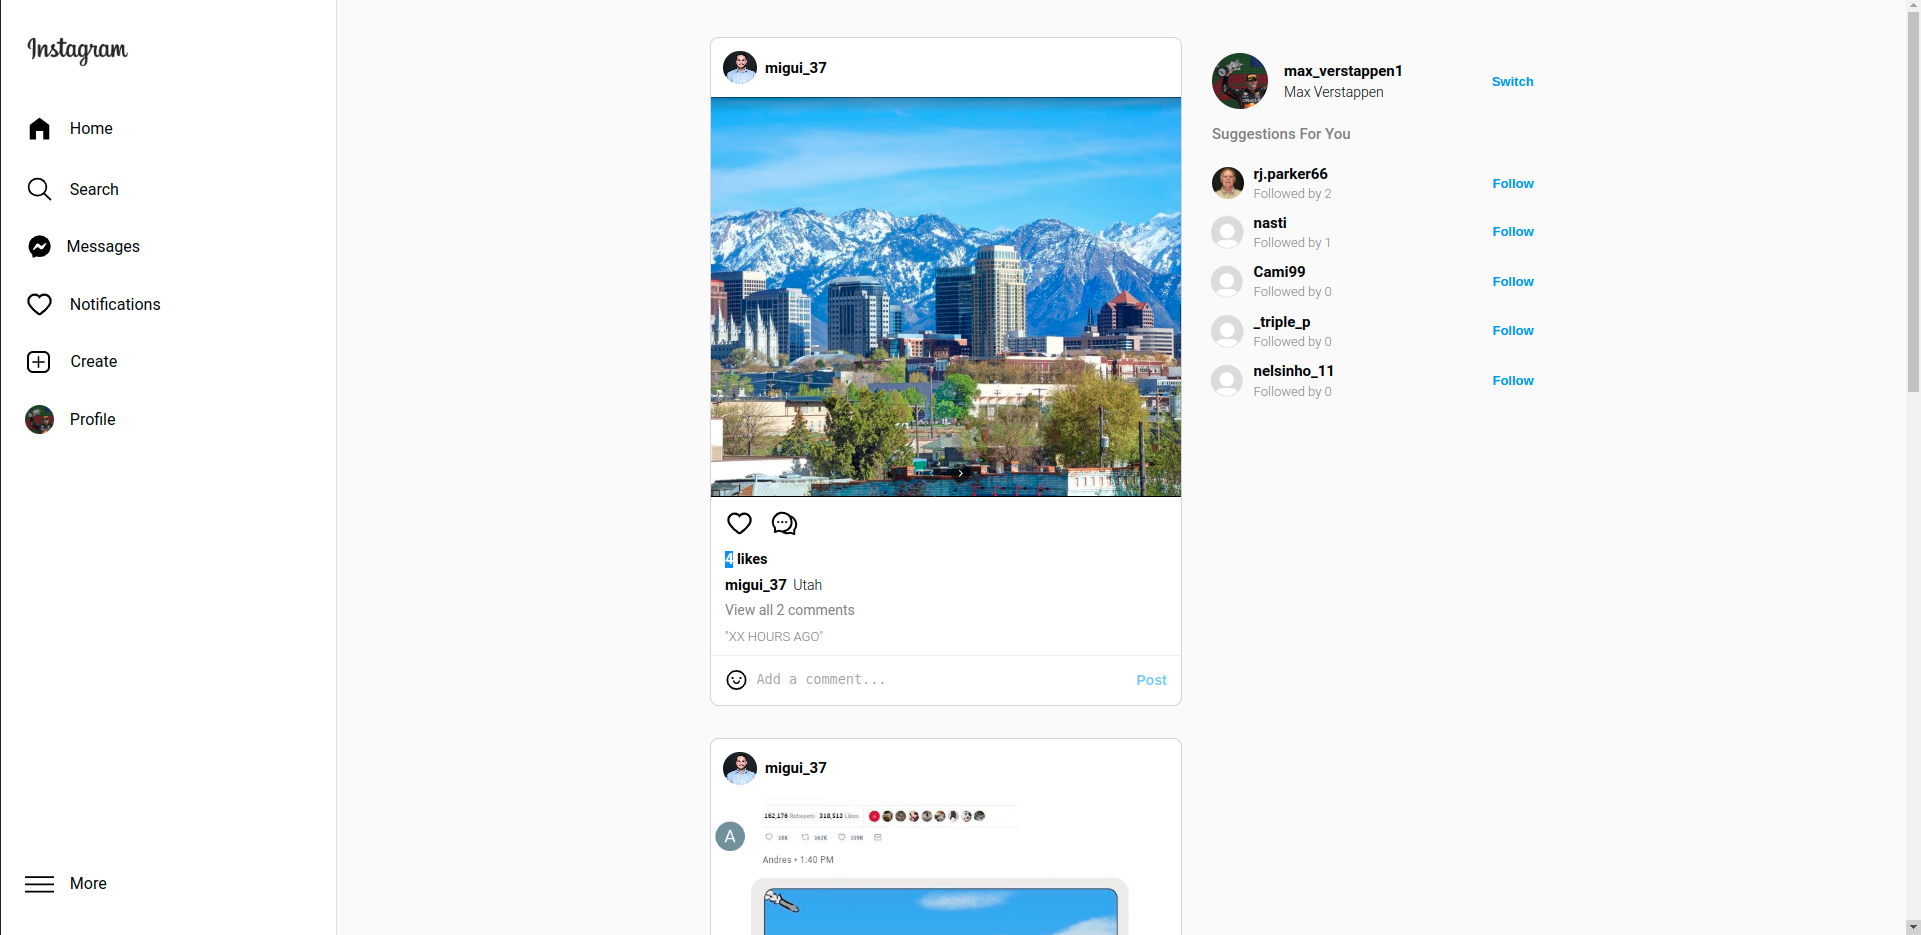 Instagram
Home
Search
Messages
Notifications
Create
Profile
More
migui_37
4 likes
migui_37 Utah
View all 2 comments
"XX HOURS AGO"
Add a comment...
Post
migui_37
162,176 Retweets 318,513 Likes
18K 162K 319K
A
Andres • 1:40 PM
max_verstappen1
Max Verstappen
Switch
Suggestions For You
rj.parker66
Followed by 2
Follow
nasti
Followed by 1
Follow
Cami99
Followed by 0
Follow
_triple_p
Followed by 0
Follow
nelsinho_11
Followed by 0
Follow